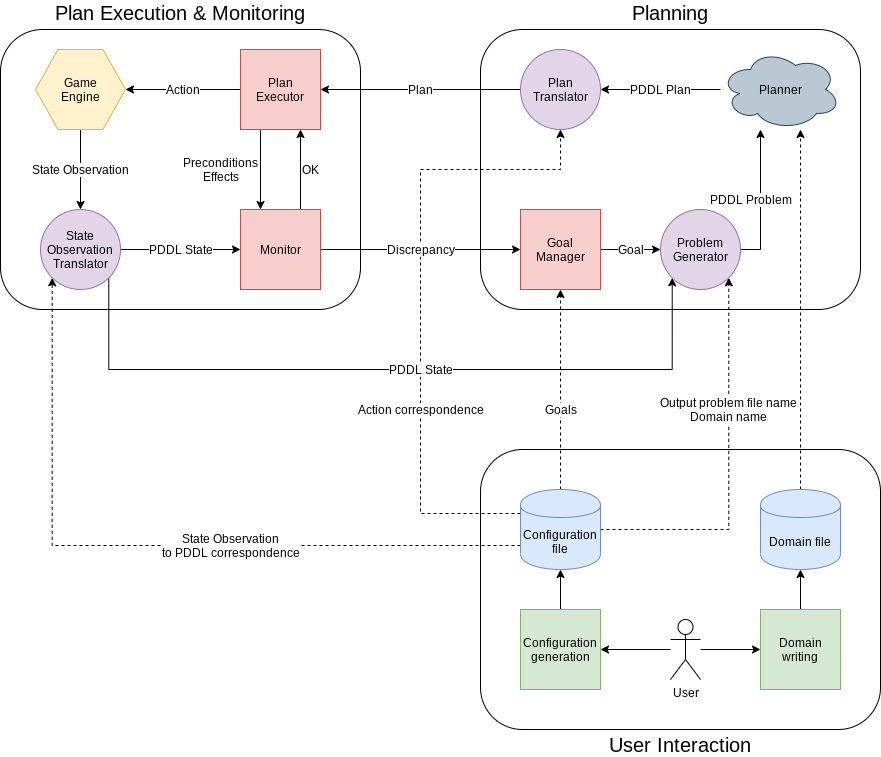 Plan Execution & Monitoring
Planning
Game
Engine
Action
Plan
Executor
Plan
Plan
Translator
PDDL Plan
Planner
State Observation
Preconditions
Effects
OK
PDDL Problem
State
Observation
Translator
PDDL State
Monitor
Discrepancy
Goal
Manager
Goal
Problem
Generator
PDDL State
Action correspondence
Goals
Output problem file name
Domain name
State Observation
to PDDL correspondence
Configuration
file
Domain file
Configuration
generation
User
Domain
writing
User Interaction